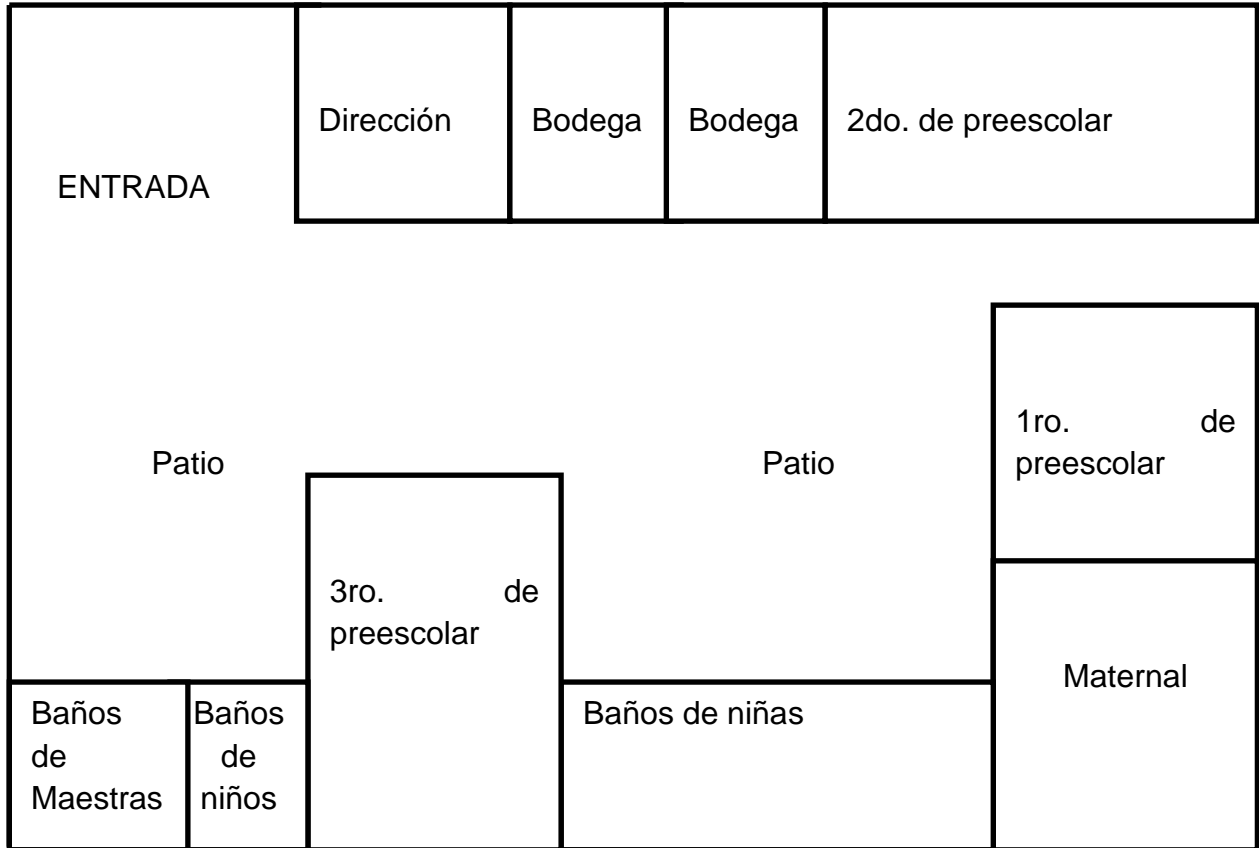 Dirección
Bodega
Bodega
2do. de preescolar
ENTRADA
Patio
Patio
1ro. de
preescolar
3ro. de
preescolar
Maternal
Baños
de
Maestras
Baños
de
niños
Baños de niñas